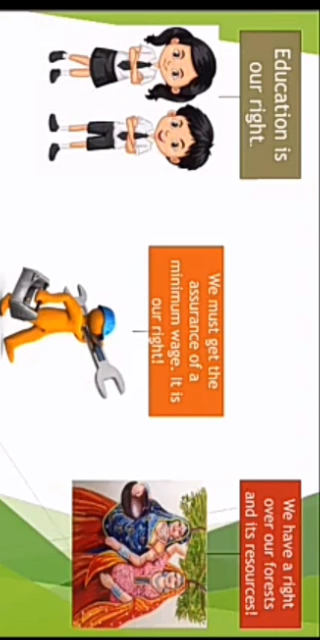 Education is
our right.
We must get the
assurance of a
minimum wage. It is
our right!
We have a right
over our forests
and its resources!